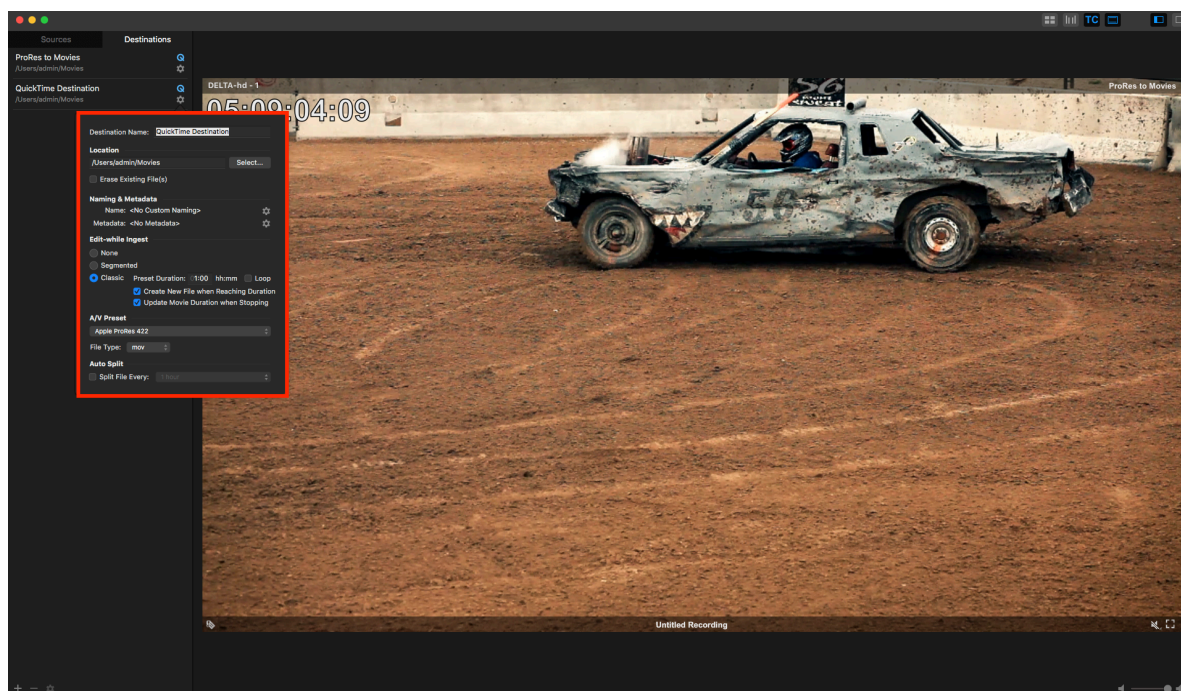 TC
Sources Destinations
ProRes to Movies
/Users/admin/Movies
QuickTime Destination
/Users/admin/Movies
DELTA-hd - 1
ProRes to Movies
05:09:04:09
56
56
Destination Name: QuickTime Destination
Location
/Users/admin/Movies Select...
Erase Existing File(s)
Naming & Metadata
Name: <No Custom Naming>
Metadata: <No Metadata>
Edit-while Ingest
None
Segmented
Classic Preset Duration: 1:00 hh:mm Loop
Create New File when Reaching Duration
Update Movie Duration when Stopping
A/V Preset
Apple ProRes 422
File Type: mov
Auto Split
Split File Every: 1 hour
Untitled Recording